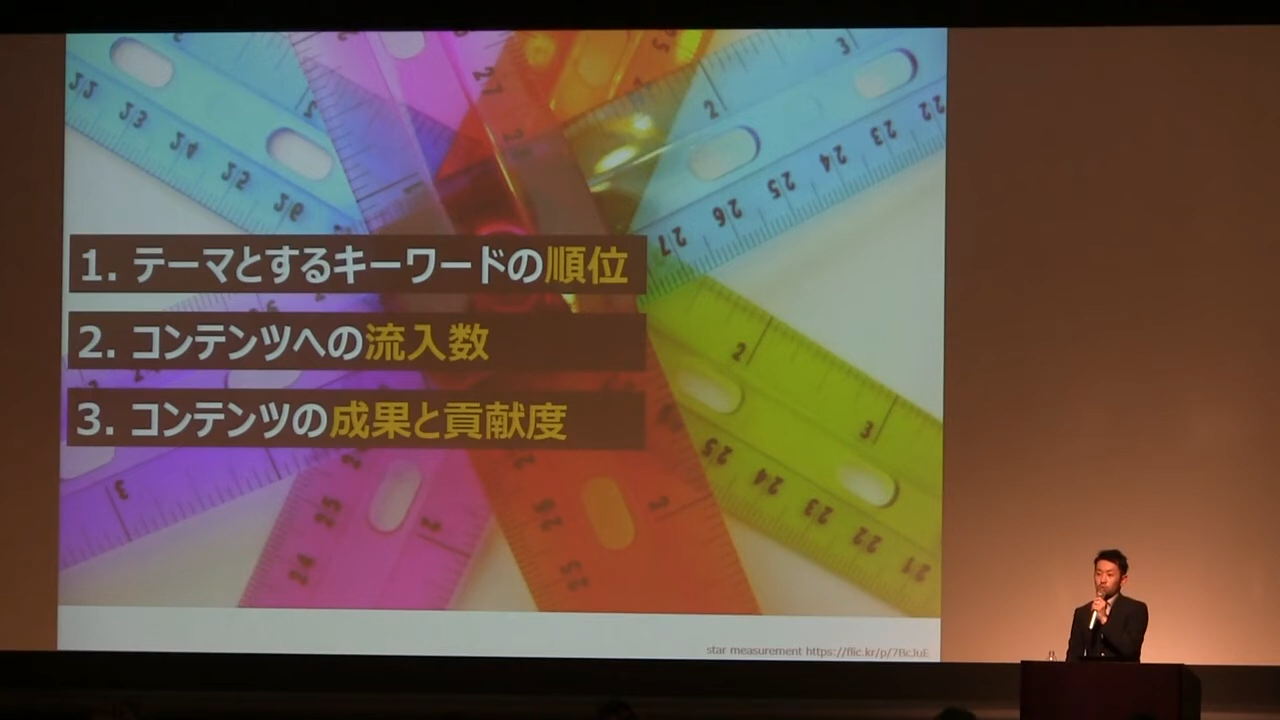 1. テーマとするキーワードの順位
2. コンテンツへの流入数
3. コンテンツの成果と貢献度
star measurement https://flic.kr/p/7BcJuE